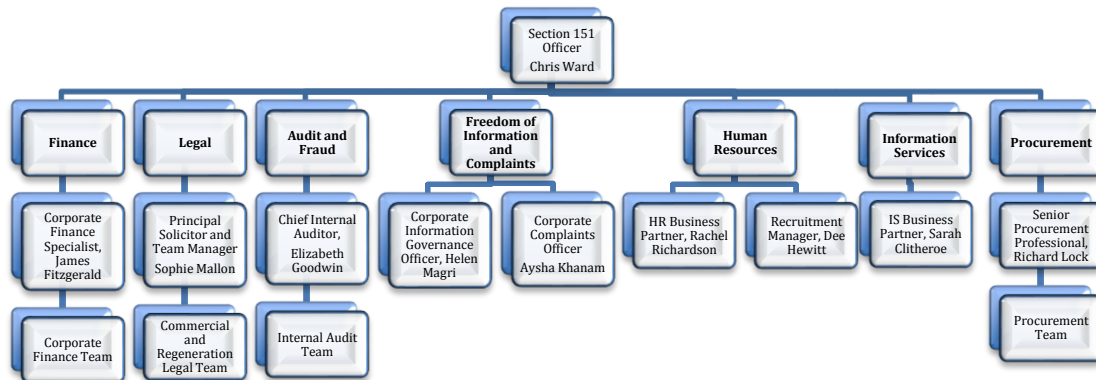 Section 151
Officer
Chris Ward
Finance
Legal
Audit and
Fraud
Freedom of
Information
and
Complaints
Human
Resources
Information
Services
Procurement
Corporate
Finance
Specialist,
James
Fitzgerald
Principal
Solicitor and
Team Manager
Sophie Mallon
Chief Internal
Auditor,
Elizabeth
Goodwin
Corporate
Information
Governance
Officer, Helen
Magri
Corporate
Complaints
Officer
Aysha Khanam
HR Business
Partner, Rachel
Richardson
Recruitment
Manager, Dee
Hewitt
IS Business
Partner, Sarah
Clitheroe
Senior
Procurement
Professional,
Richard Lock
Corporate
Finance Team
Commercial
and
Regeneration
Legal Team
Internal Audit
Team
Procurement
Team